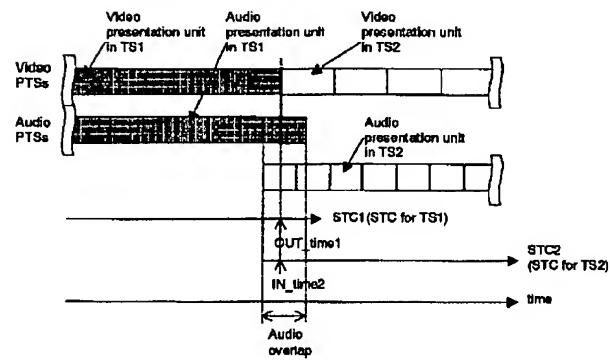 Video
presentation unit
in TS1
Audio
presentation unit
in TS1
Video
presentation unit
in TS2
Video
PTSs
Audio
PTSs
Audio
presentation unit
in TS2
STC1 (STC for TS1)
OUT_time1
STC2
(STC for TS2)
IN_time2
time
Audio
overlap